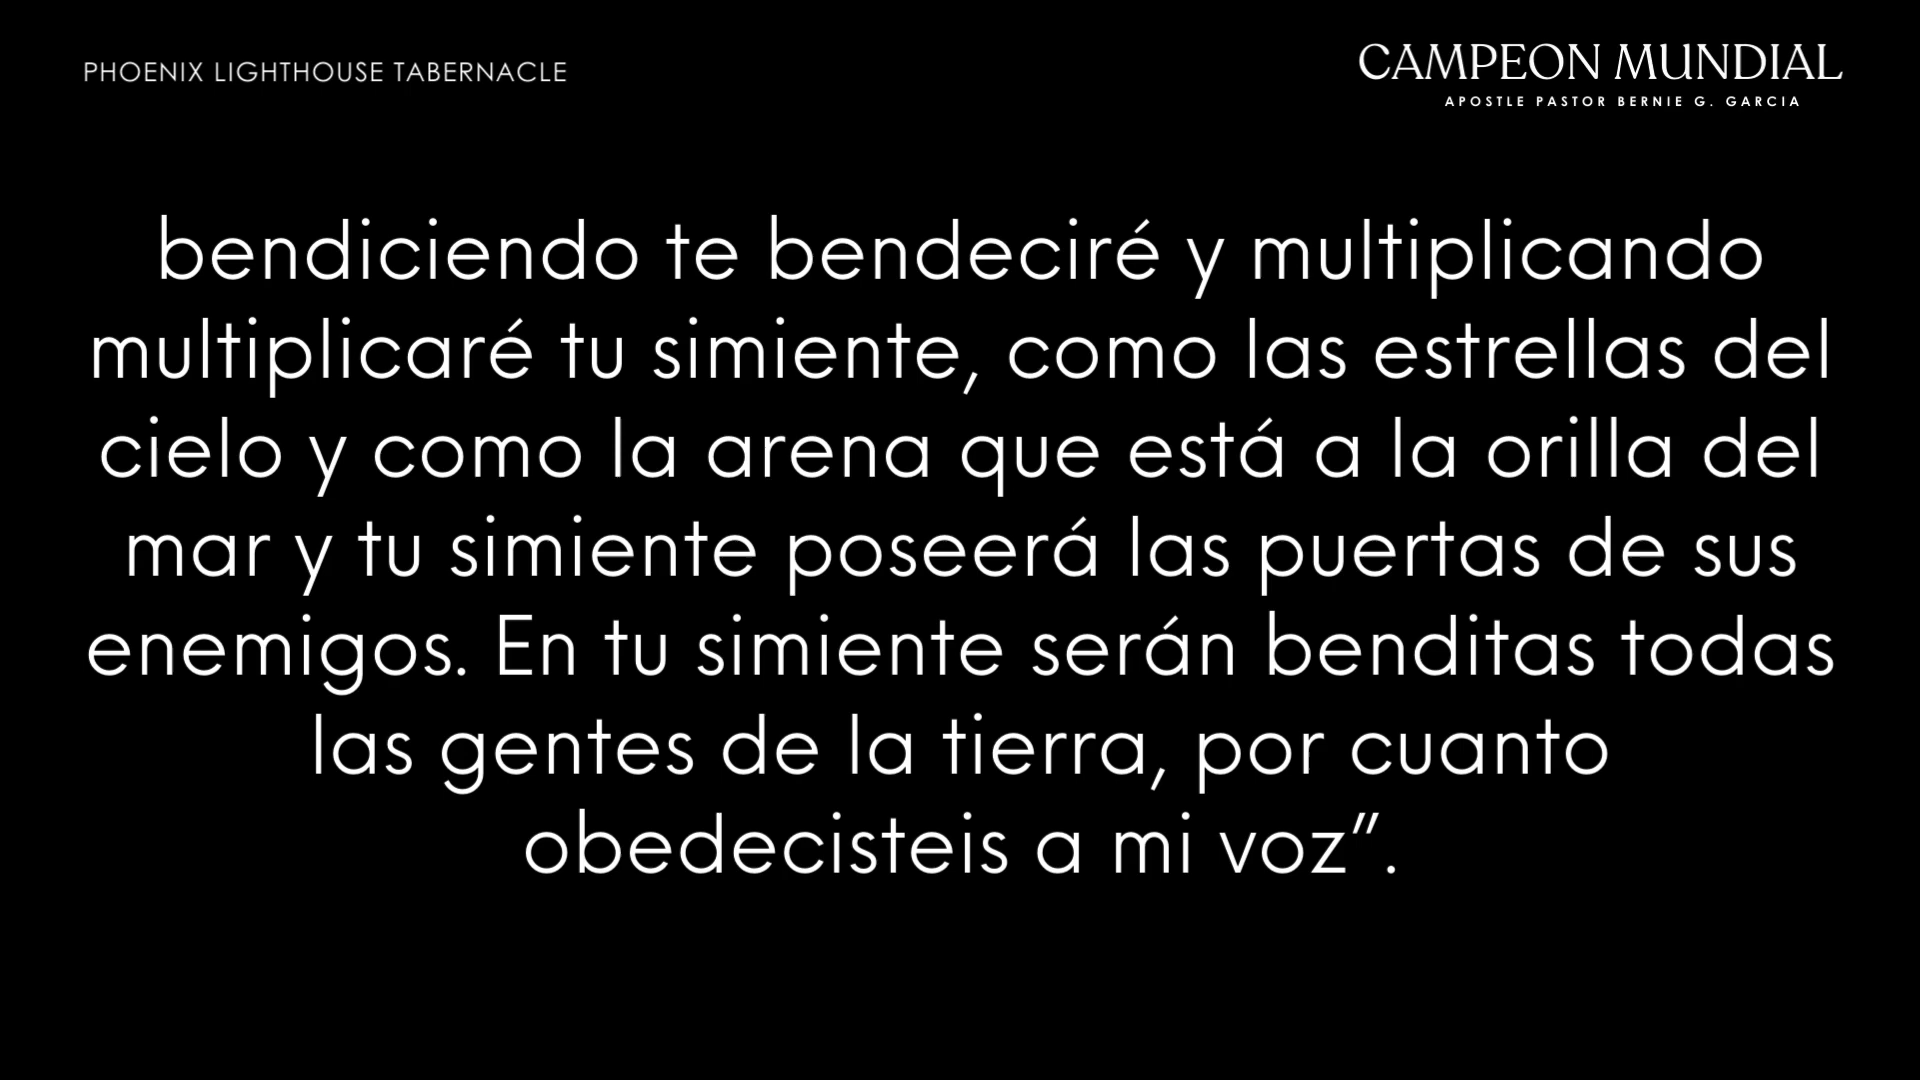 PHOENIX LIGHTHOUSE TABERNACLE
CAMPEON MUNDIAL
APOSTLE PASTOR BERNIE G. GARCIA
bendiciendo te bendeciré y multiplicando
multiplicaré tu simiente, como las estrellas del
cielo y como la arena que está a la orilla del
mar y tu simiente poseerá las puertas de sus
enemigos. En tu simiente serán benditas todas
las gentes de la tierra, por cuanto
obedecisteis a mi voz”.